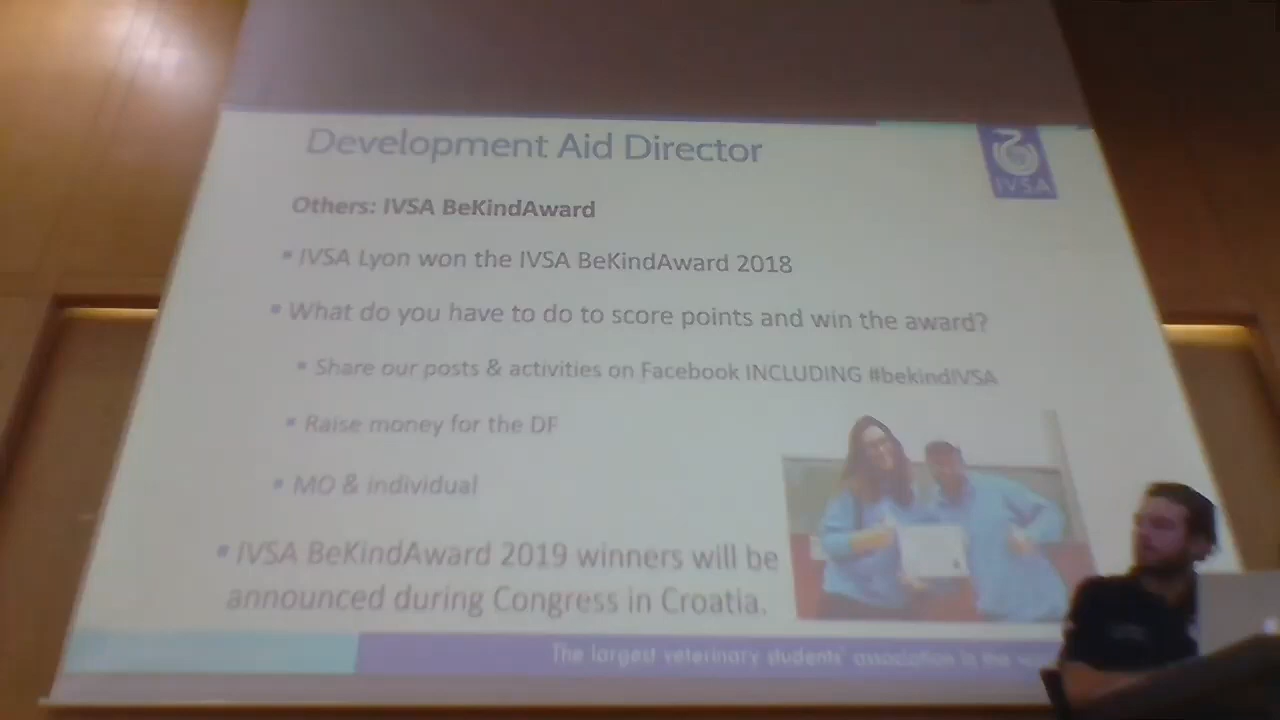 Development Aid Director
IVSA
Others: IVSA BeKindAward
IVSA Lyon won the IVSA BeKindAward 2018
What do you have to do to score points and win the award?
Share our posts & activities on Facebook INCLUDING #bekindIVSA
Raise money for the DF
MO & individual
IVSA BeKindAward 2019 winners will be
announced during Congress in Croatia.
The largest veterinary students' association in the